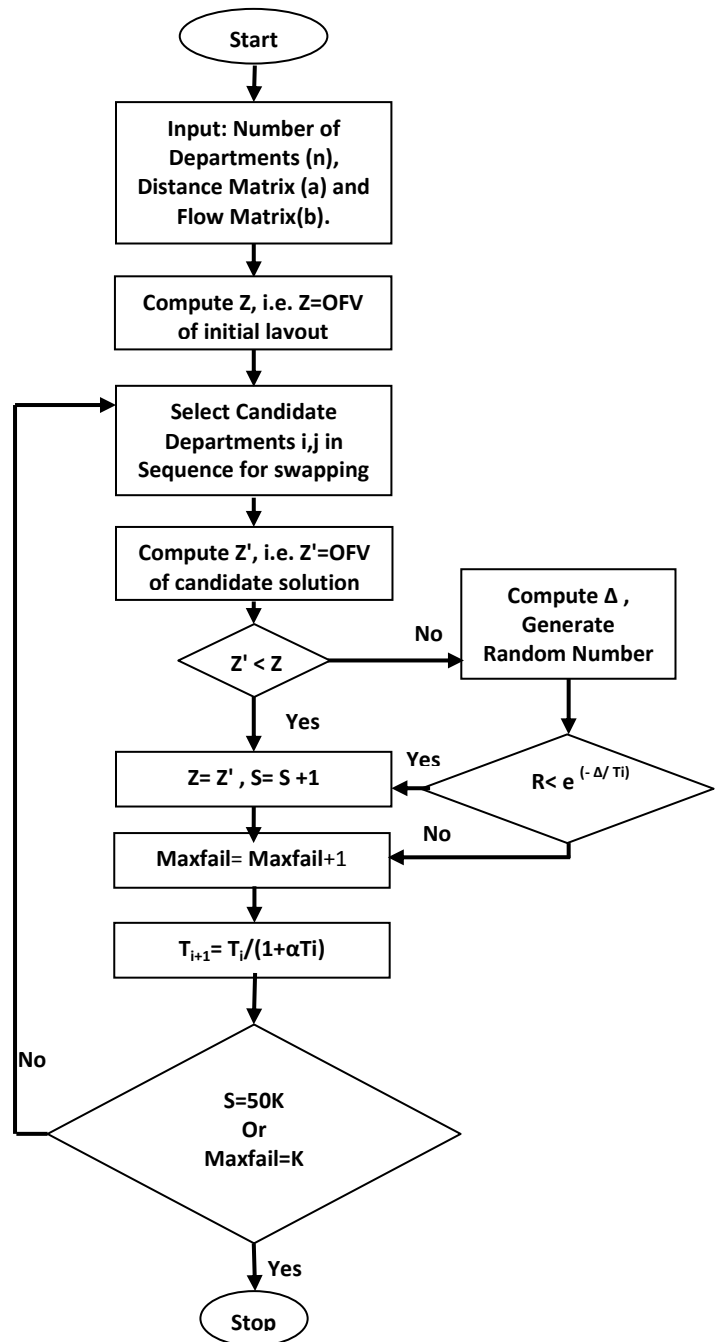 Start
Input: Number of
Departments (n),
Distance Matrix (a) and
Flow Matrix(b).
Compute Z, i.e. Z=OFV
of initial lavout
Select Candidate
Departments i,j in
Sequence for swapping
Compute Z', i.e. Z'=OFV
of candidate solution
Z' < Z
No
Compute Δ ,
Generate
Random Number
Yes
Z= Z' , S= S +1
Yes
R< e (- Δ/ Ti)
No
Maxfail= Maxfail+1
Ti+1= Ti/(1+αTi)
No
S=50K
Or
Maxfail=K
Yes
Stop